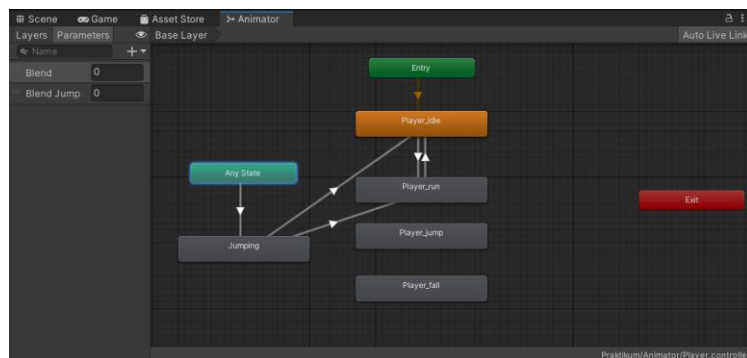 Scene Game Asset Store Animator
Layers Parameters Base Layer Auto Live Link
Name
Blend 0
Blend Jump 0
Entry
Player_idle
Any State
Player_run
Exit
Player_jump
Jumping
Player_fall
Praktikum/Animator/Player.controlle